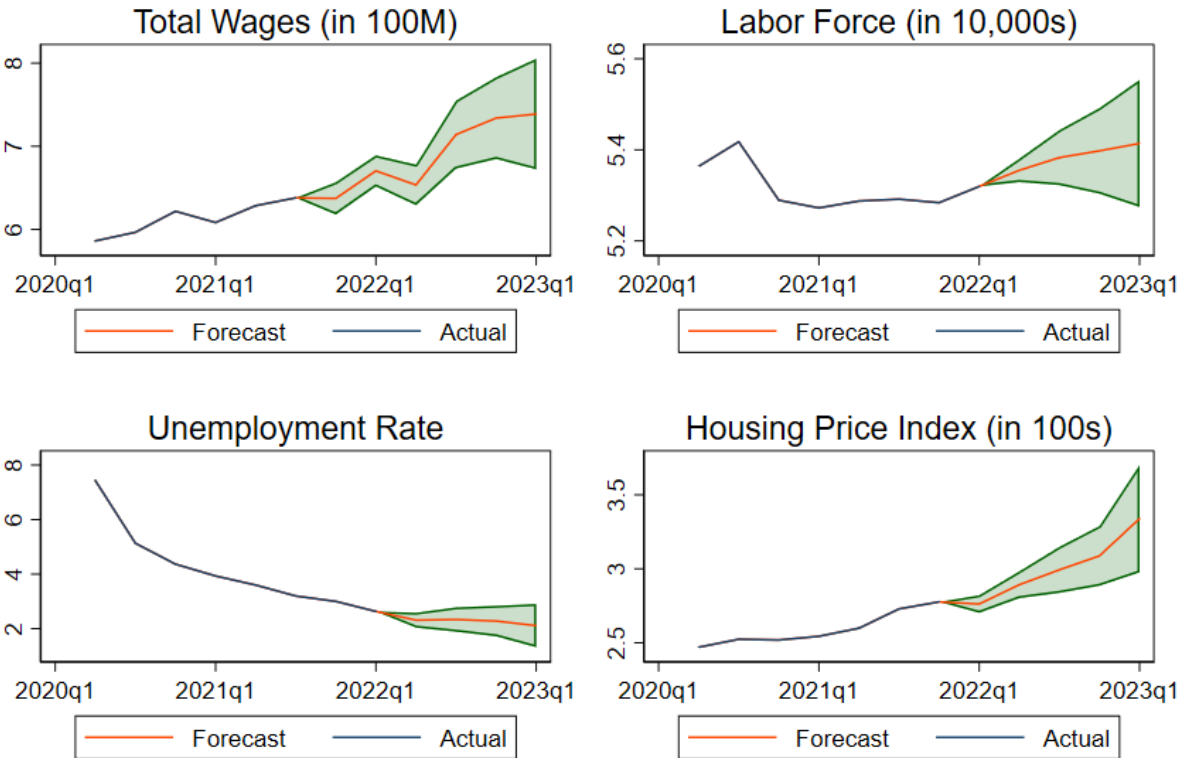 Total Wages (in 100M)
8
7
6
2020q1 2021q1 2022q1 2023q1
Forecast Actual
Labor Force (in 10,000s)
5.6
5.4
5.2
2020q1 2021q1 2022q1 2023q1
Forecast Actual
Unemployment Rate
8
6
4
2
2020q1 2021q1 2022q1 2023q1
Forecast Actual
Housing Price Index (in 100s)
3.5
3
2.5
2020q1 2021q1 2022q1 2023q1
Forecast Actual